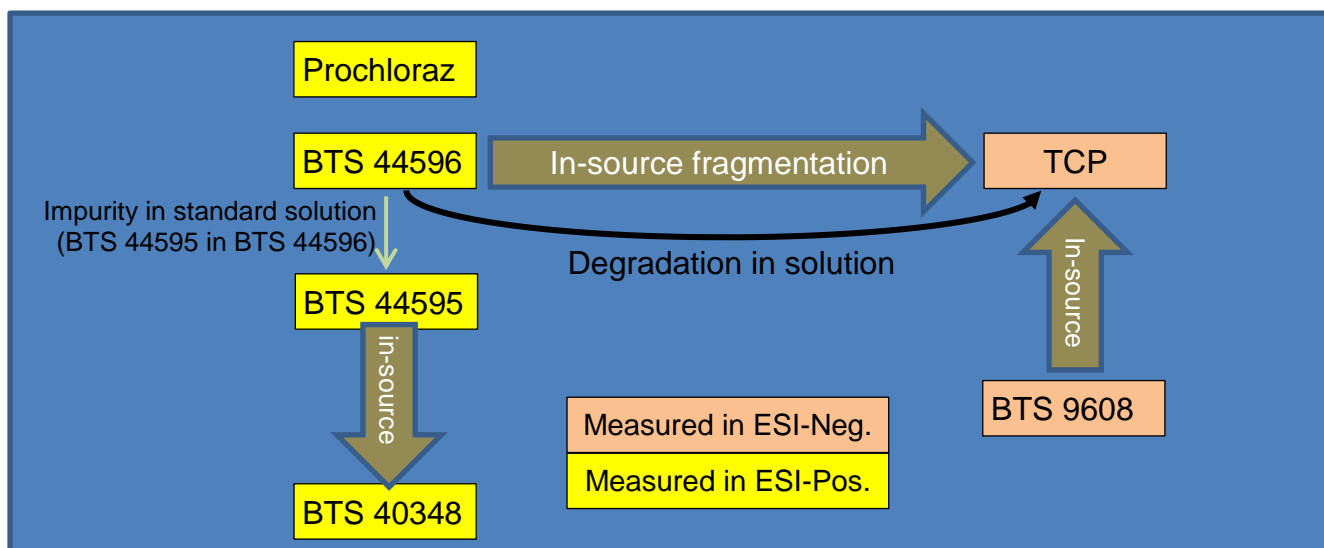 Prochloraz
BTS 44596
In-source fragmentation
TCP
Impurity in standard solution
(BTS 44595 in BTS 44596)
Degradation in solution
BTS 44595
In-source
in-source
BTS 9608
Measured in ESI-Neg.
Measured in ESI-Pos.
BTS 40348